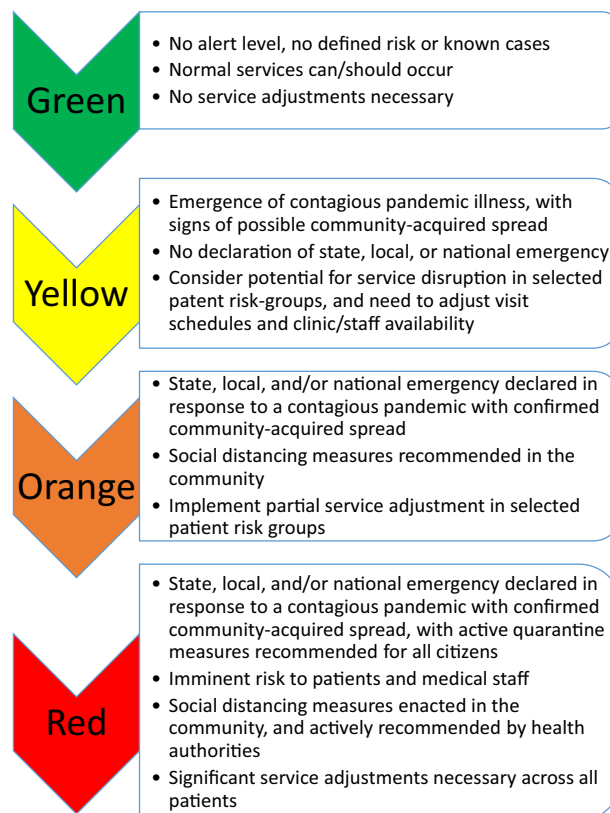 Green
• No alert level, no defined risk or known cases
• Normal services can/should occur
• No service adjustments necessary
Yellow
• Emergence of contagious pandemic illness, with
signs of possible community-acquired spread
• No declaration of state, local, or national emergency
• Consider potential for service disruption in selected
patent risk-groups, and need to adjust visit
schedules and clinic/staff availability
Orange
• State, local, and/or national emergency declared in
response to a contagious pandemic with confirmed
community-acquired spread
• Social distancing measures recommended in the
community
• Implement partial service adjustment in selected
patient risk groups
Red
• State, local, and/or national emergency declared in
response to a contagious pandemic with confirmed
community-acquired spread, with active quarantine
measures recommended for all citizens
• Imminent risk to patients and medical staff
• Social distancing measures enacted in the
community, and actively recommended by health
authorities
• Significant service adjustments necessary across all
patients